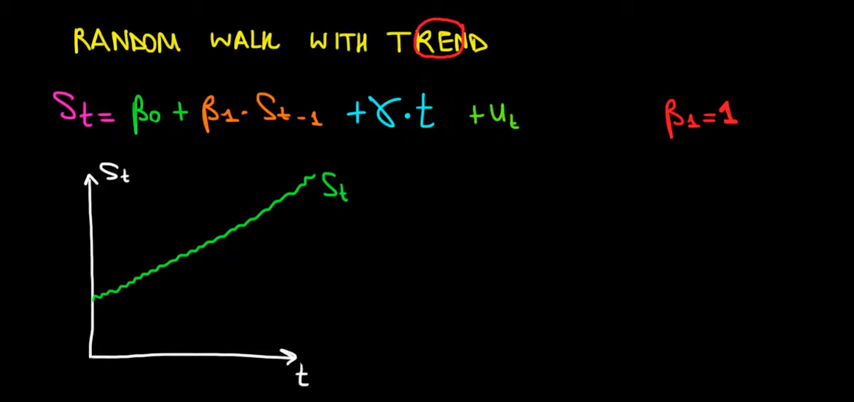 RANDOM WALK WITH TREND
St = β0 + β1 · St-1 + γ · t + ut
β1 = 1
St
St
t